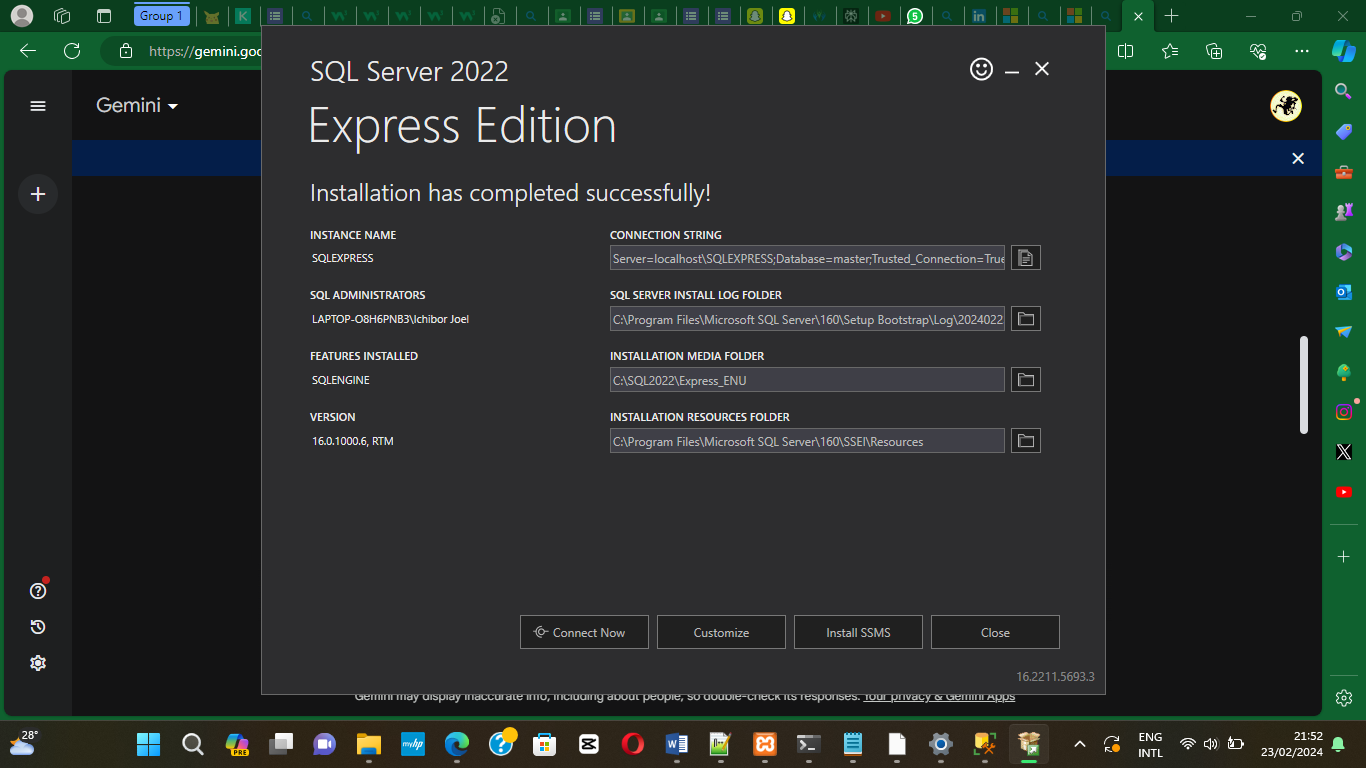 Group 1
https://gemini.goo
Gemini
SQL Server 2022
Express Edition
Installation has completed successfully!
INSTANCE NAME
SQLEXPRESS
CONNECTION STRING
Server=localhost\SQLEXPRESS;Database=master;Trusted_Connection=True
SQL ADMINISTRATORS
LAPTOP-O8H6PNB3\Ichibor Joel
SQL SERVER INSTALL LOG FOLDER
C:\Program Files\Microsoft SQL Server\160\Setup Bootstrap\Log\2024022
FEATURES INSTALLED
SQLENGINE
INSTALLATION MEDIA FOLDER
C:\SQL2022\Express_ENU
VERSION
16.0.1000.6, RTM
INSTALLATION RESOURCES FOLDER
C:\Program Files\Microsoft SQL Server\160\SSEI\Resources
Connect Now
Customize
Install SSMS
Close
16.2211.5693.3
Gemini may display inaccurate info, including about people, so double-check its responses. Your privacy & Gemini Apps
28°
PRE
myhp
ENG
INTL
21:52
23/02/2024